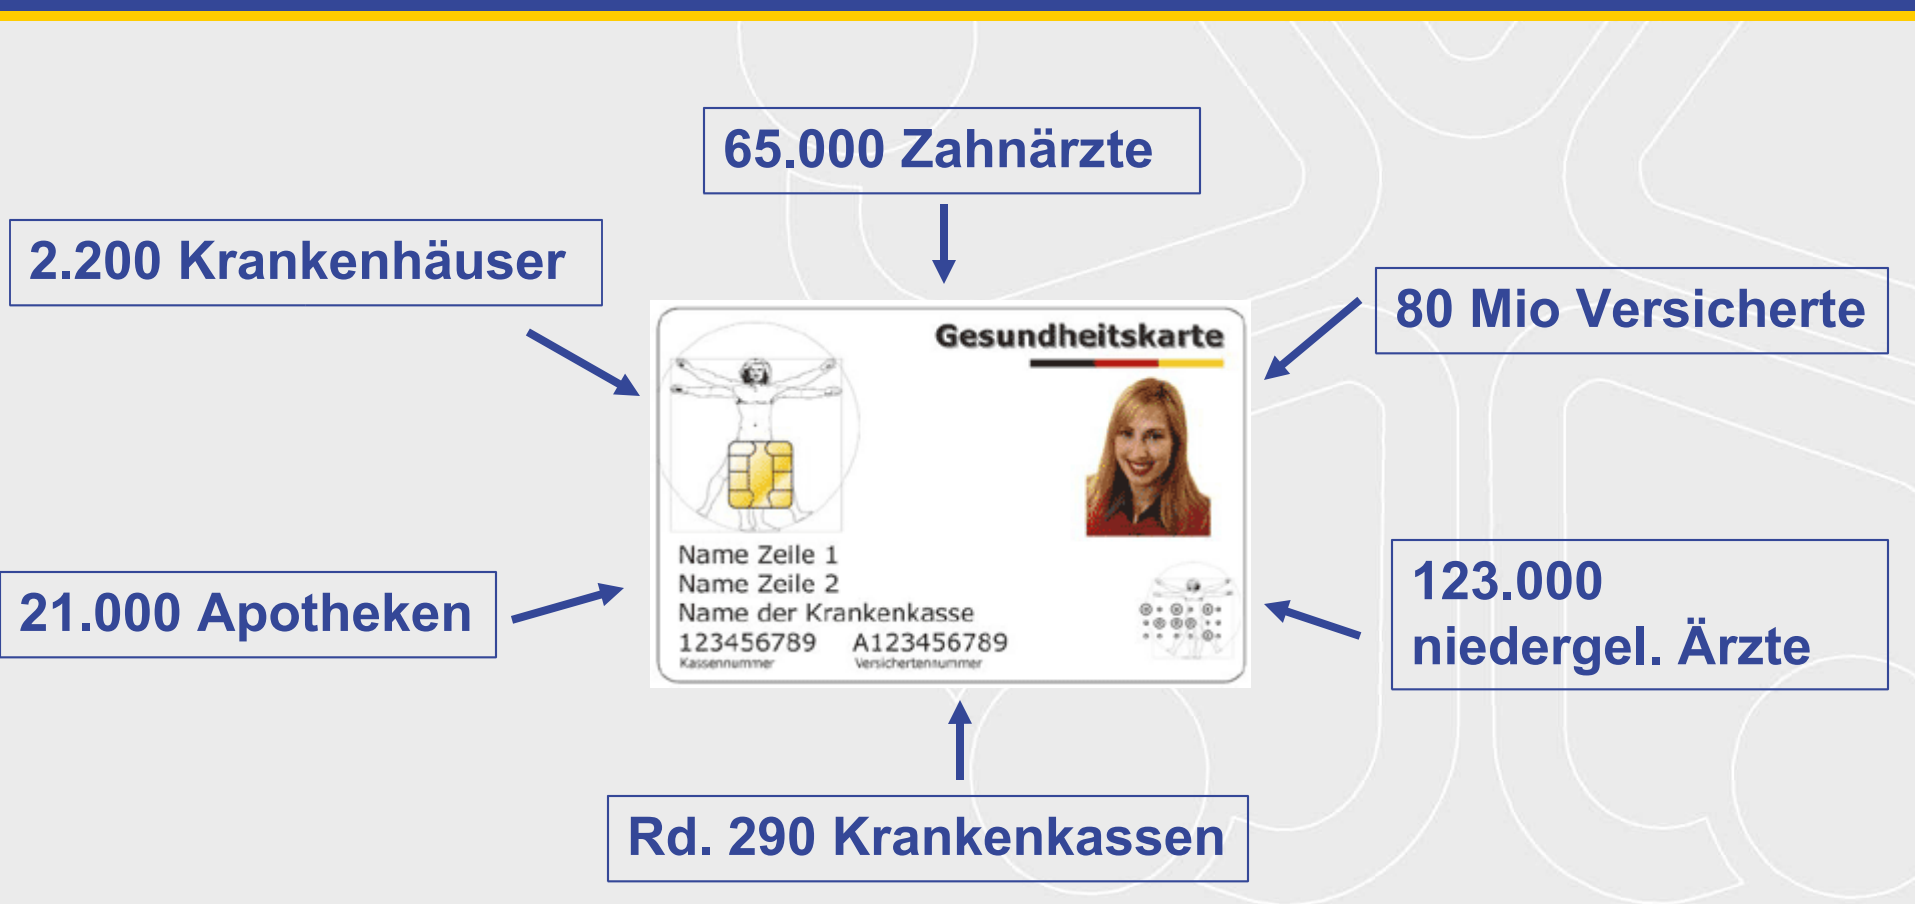 65.000 Zahnärzte
2.200 Krankenhäuser
80 Mio Versicherte
Gesundheitskarte
Name Zeile 1
Name Zeile 2
Name der Krankenkasse
123456789 A123456789
Kassennummer Versichertennummer
21.000 Apotheken
123.000
niedergel. Ärzte
Rd. 290 Krankenkassen